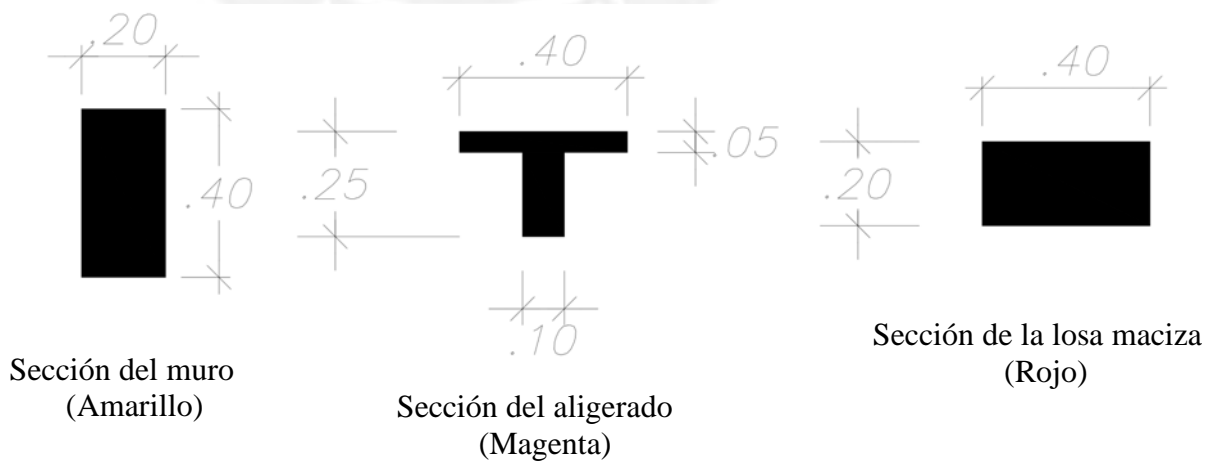 .20
.40
.40
.05
.25
.10
.40
.20
Sección del muro
(Amarillo)
Sección del aligerado
(Magenta)
Sección de la losa maciza
(Rojo)